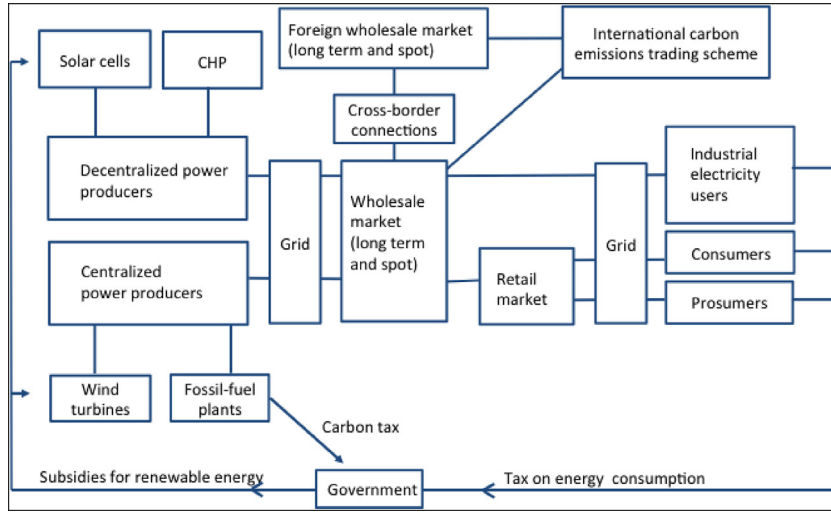 Foreign wholesale market
(long term and spot)
International carbon
emissions trading scheme
Solar cells
CHP
Cross-border
connections
Decentralized power
producers
Grid
Wholesale
market
(long term
and spot)
Grid
Industrial
electricity
users
Centralized
power producers
Retail
market
Consumers
Prosumers
Wind
turbines
Fossil-fuel
plants
Carbon tax
Subsidies for renewable energy
Government
Tax on energy consumption